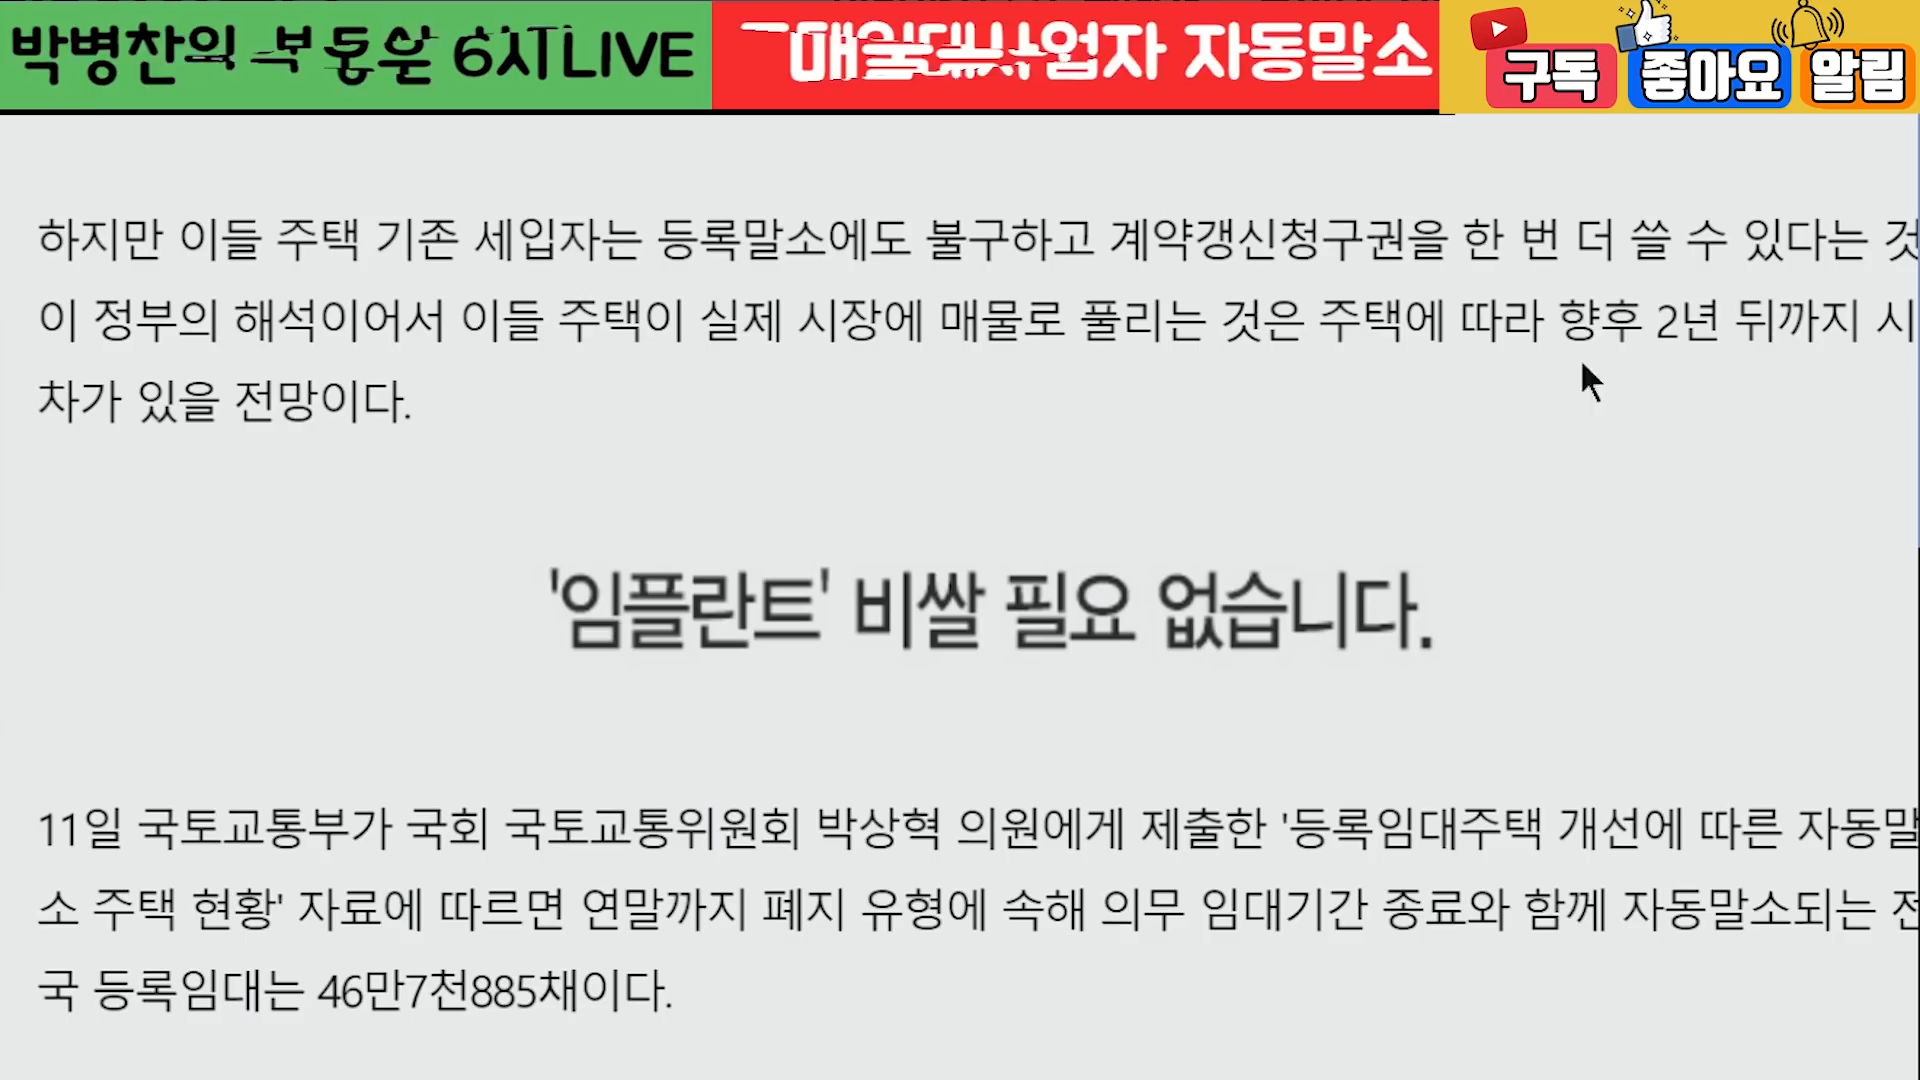 박병찬의 6시LIVE
업자 자동말소
구독 좋아요 알림
하지만 이들 주택 기존 세입자는 등록말소에도 불구하고 계약갱신청구권을 한 번 더 쓸 수 있다는 것
이 정부의 해석이어서 이들 주택이 실제 시장에 매물로 풀리는 것은 주택에 따라 향후 2년 뒤까지 시
차가 있을 전망이다.
'임플란트' 비쌀 필요 없습니다.
11일 국토교통부가 국회 국토교통위원회 박상혁 의원에게 제출한 '등록임대주택 개선에 따른 자동말
소 주택 현황' 자료에 따르면 연말까지 폐지 유형에 속해 의무 임대기간 종료와 함께 자동말소되는 전
국 등록임대는 46만7천885채이다.